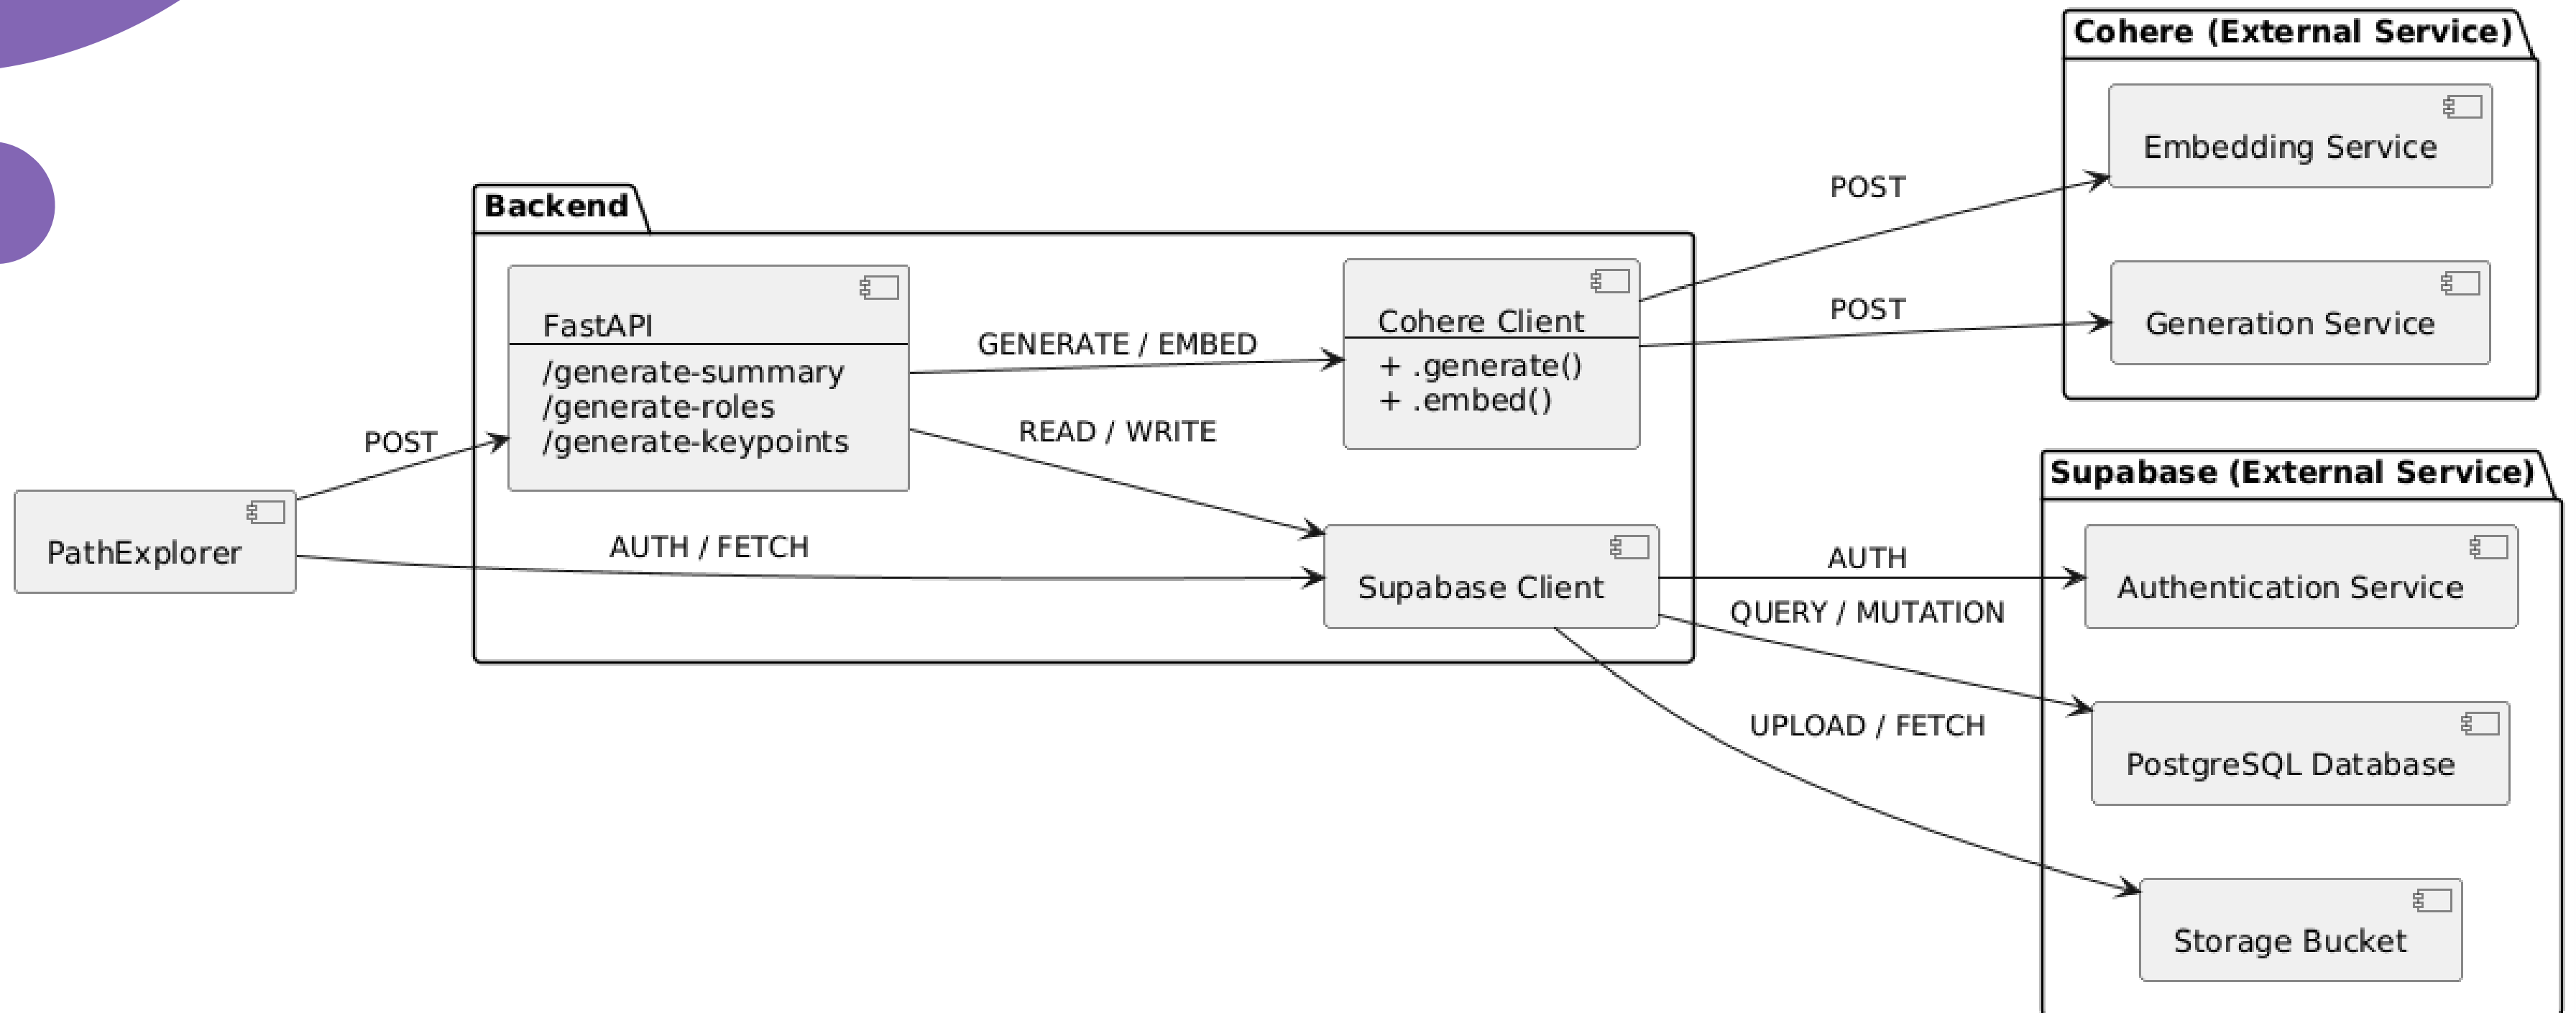 Cohere (External Service)
Embedding Service
POST
Backend
Generation Service
POST
FastAPI
/generate-summary
/generate-roles
/generate-keypoints
GENERATE / EMBED
Cohere Client
+ .generate()
+ .embed()
READ / WRITE
POST
PathExplorer
AUTH / FETCH
Supabase Client
Supabase (External Service)
AUTH
Authentication Service
QUERY / MUTATION
PostgreSQL Database
UPLOAD / FETCH
Storage Bucket